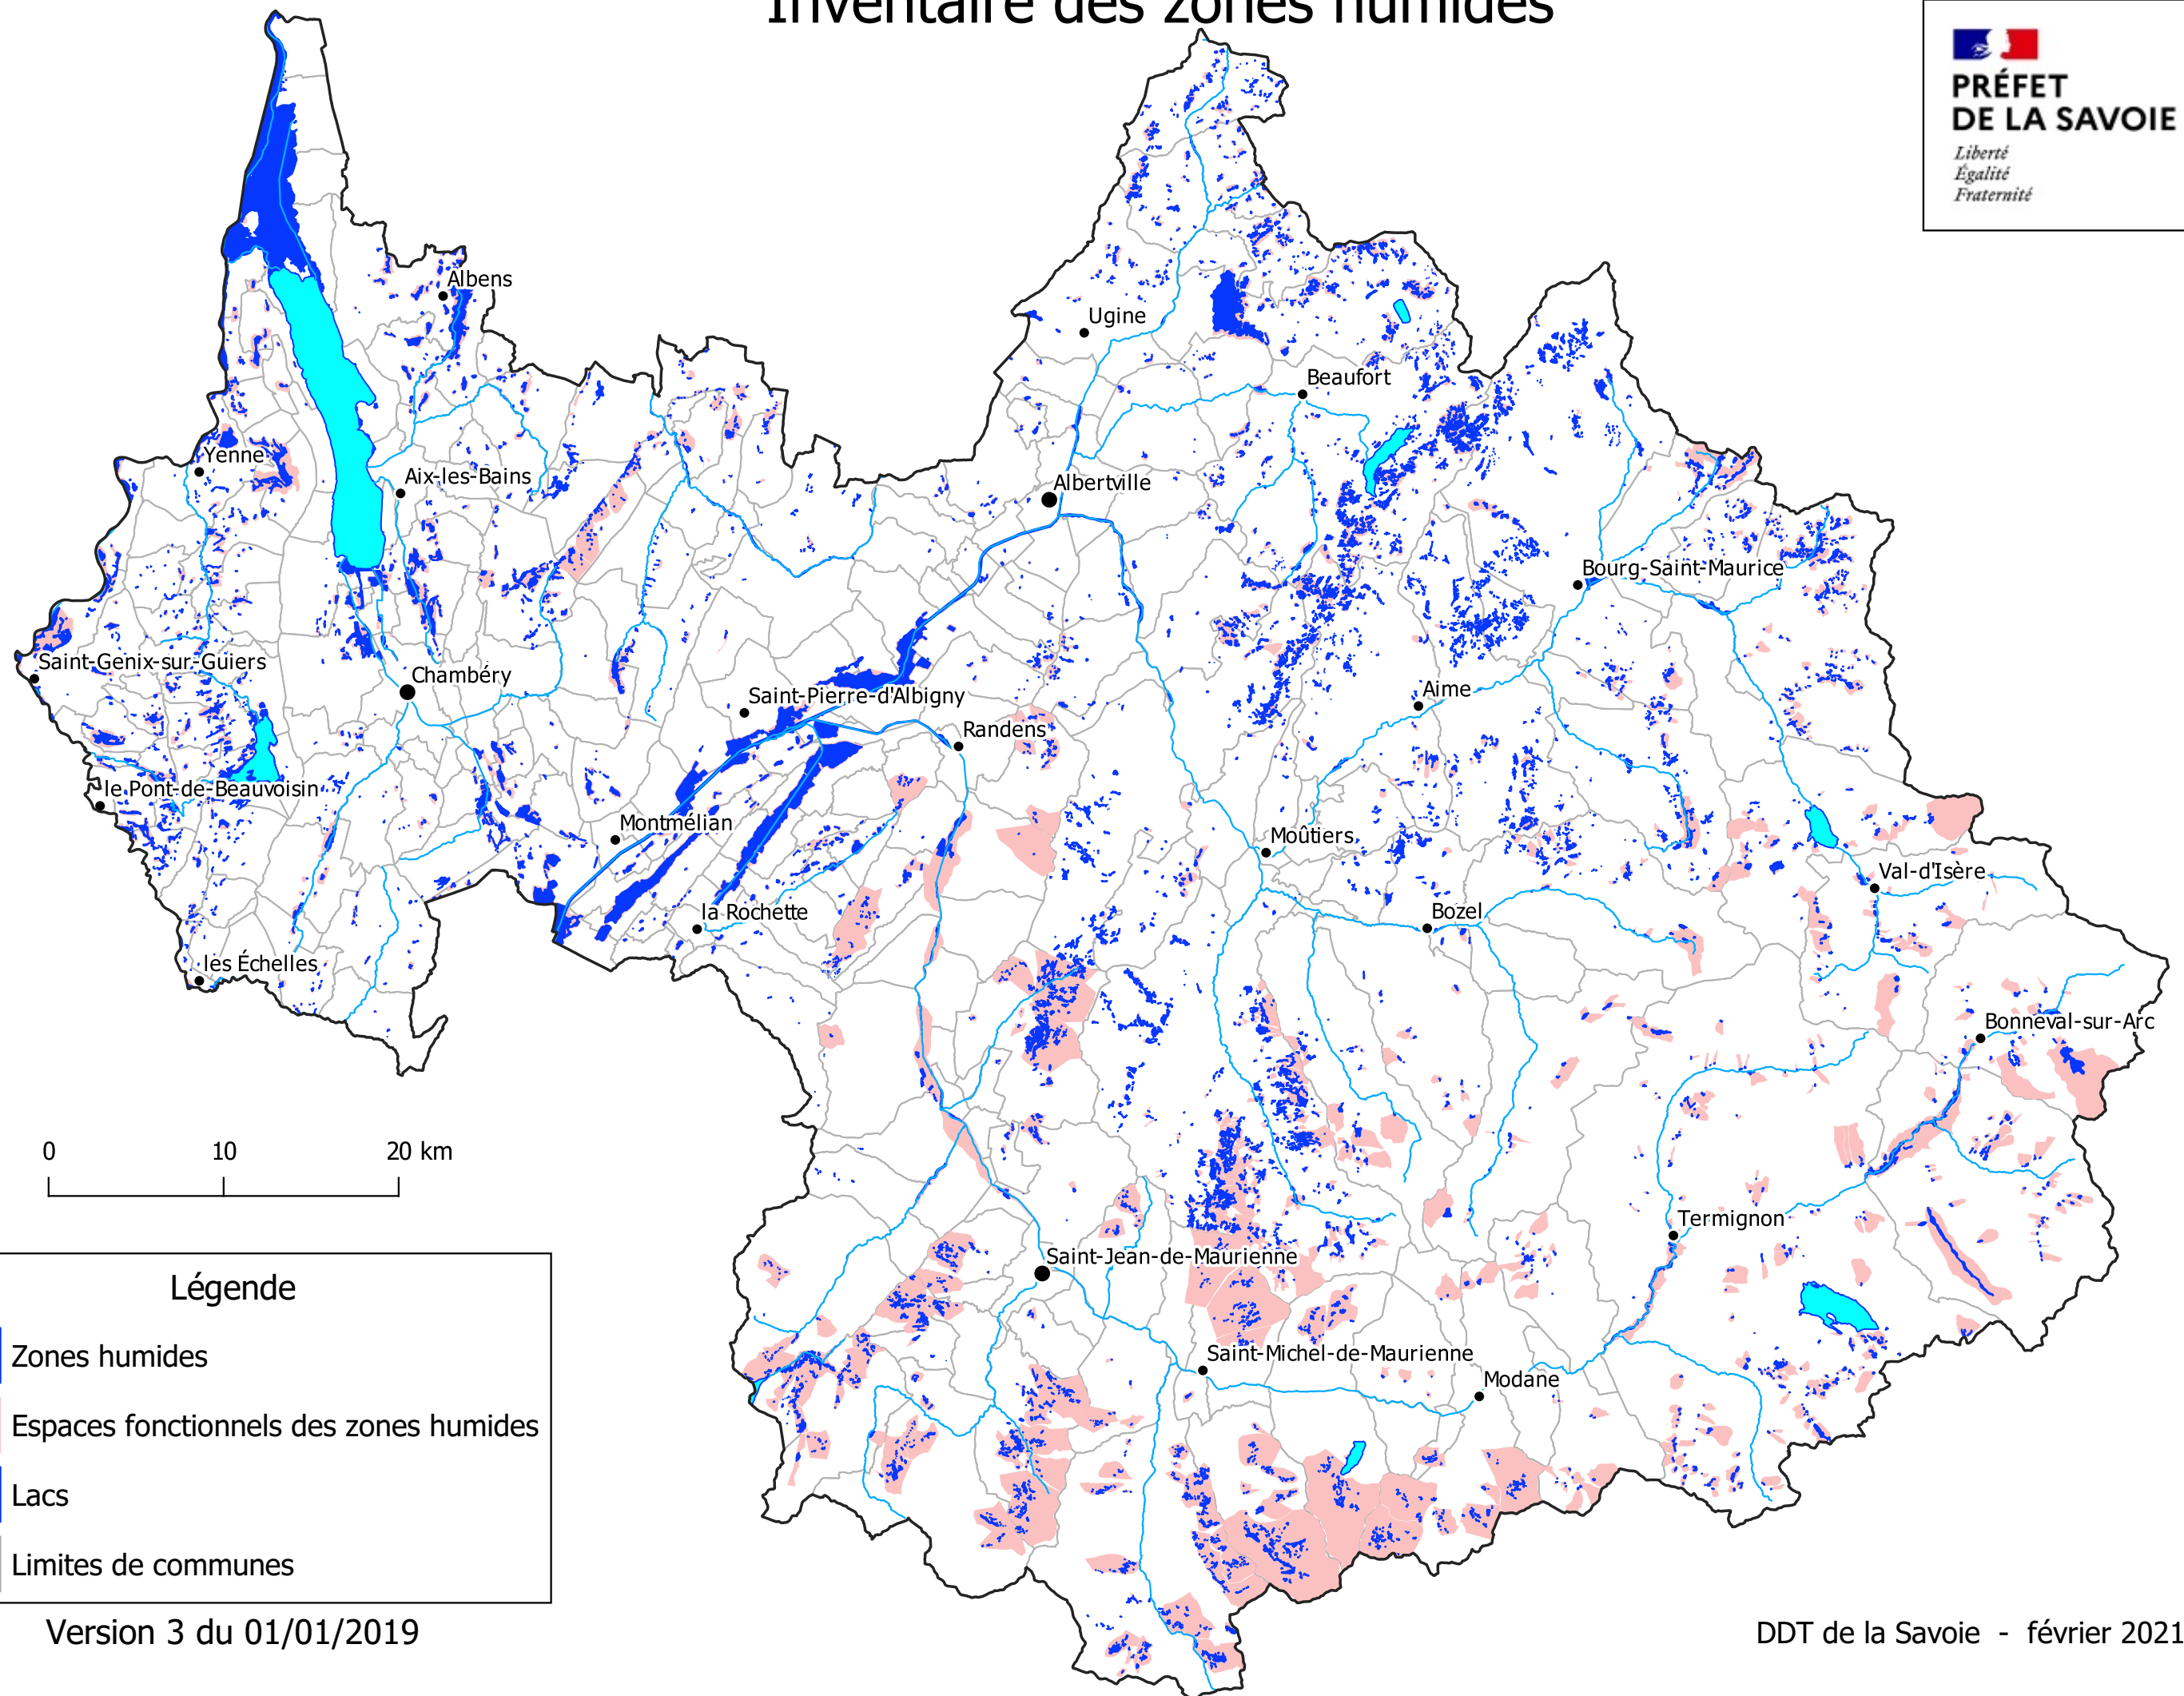 Inventaire des zones humides
PRÉFET
DE LA SAVOIE
Liberté
Égalité
Fraternité
Albens
Ugine
Beaufort
Yenne
Aix-les-Bains
Albertville
Bourg-Saint-Maurice
Saint-Genix-sur-Guiers
Chambéry
Saint-Pierre-d'Albigny
Aime
Randens
le Pont-de-Beauvoisin
Montmélian
Moûtiers
Val-d'Isère
la Rochette
Bozel
les Échelles
Bonneval-sur-Arc
0 10 20 km
Termignon
Saint-Jean-de-Maurienne
Légende
Zones humides
Saint-Michel-de-Maurienne
Modane
Espaces fonctionnels des zones humides
Lacs
Limites de communes
Version 3 du 01/01/2019
DDT de la Savoie - février 2021